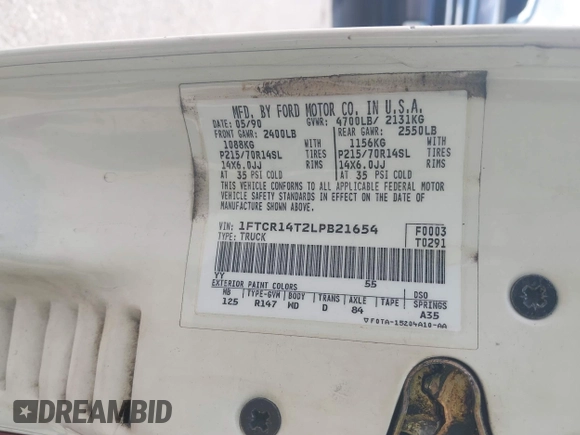 MFD. BY FORD MOTOR CO. IN U.S.A.
DATE: 05/90 GVWR: 4700LB/ 2131KG
FRONT GAWR: 2400LB REAR GAWR: 2550LB
1088KG WITH 1156KG WITH
P215/70R14SL TIRES P215/70R14SL TIRES
14X6.0JJ RIMS 14X6.0JJ RIMS
AT 35 PSI COLD AT 35 PSI COLD
THIS VEHICLE CONFORMS TO ALL APPLICABLE FEDERAL MOTOR
VEHICLE SAFETY STANDARDS IN EFFECT ON THE DATE OF
MANUFACTURE SHOWN ABOVE.
VIN: 1FTCR14T2LPB21654 F0003
TYPE: TRUCK T0291
YY 55
EXTERIOR PAINT COLORS DSO
WB TYPE-GVW BODY TRANS AXLE TAPE SPRINGS
125 R147 WD D 84 A35
▽F0TA-15204A10-AA
DREAMBID